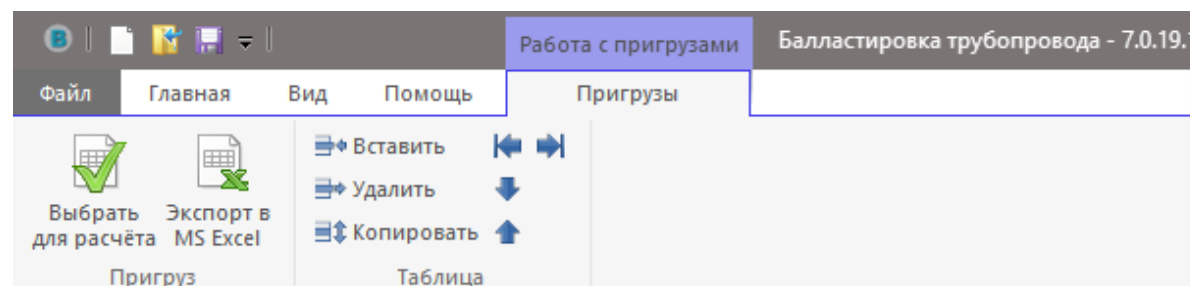 B
Работа с пригрузами
Балластировка трубопровода - 7.0.19.
Файл Главная Вид Помощь Пригрузы
Вставить
Удалить
Выбрать для расчёта
Экспорт в MS Excel
Копировать
Пригруз
Таблица